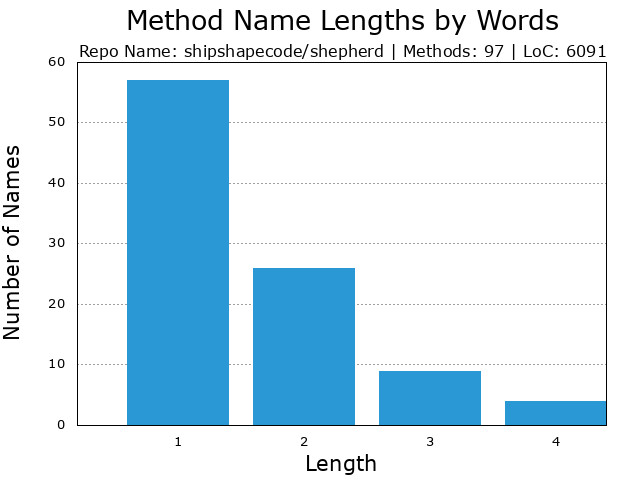 Method Name Lengths by Words
Repo Name: shipshapecode/shepherd | Methods: 97 | LoC: 6091
Number of Names
60
50
40
30
20
10
0
1 2 3 4
Length